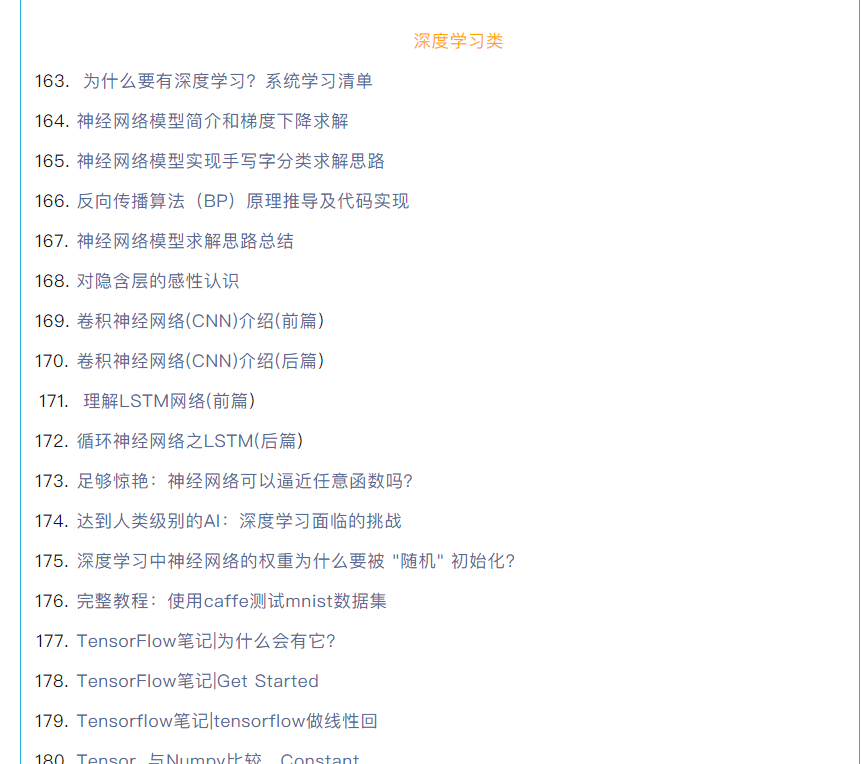 深度学习类
163. 为什么要有深度学习？系统学习清单
164. 神经网络模型简介和梯度下降求解
165. 神经网络模型实现手写字分类求解思路
166. 反向传播算法（BP）原理推导及代码实现
167. 神经网络模型求解思路总结
168. 对隐含层的感性认识
169. 卷积神经网络(CNN)介绍(前篇)
170. 卷积神经网络(CNN)介绍(后篇)
171. 理解LSTM网络(前篇)
172. 循环神经网络之LSTM(后篇)
173. 足够惊艳：神经网络可以逼近任意函数吗？
174. 达到人类级别的AI：深度学习面临的挑战
175. 深度学习中神经网络的权重为什么要被 "随机" 初始化？
176. 完整教程：使用caffe测试mnist数据集
177. TensorFlow笔记|为什么会有它？
178. TensorFlow笔记|Get Started
179. Tensorflow笔记|tensorflow做线性回
180. Tensor 与Numpy比较，Constant